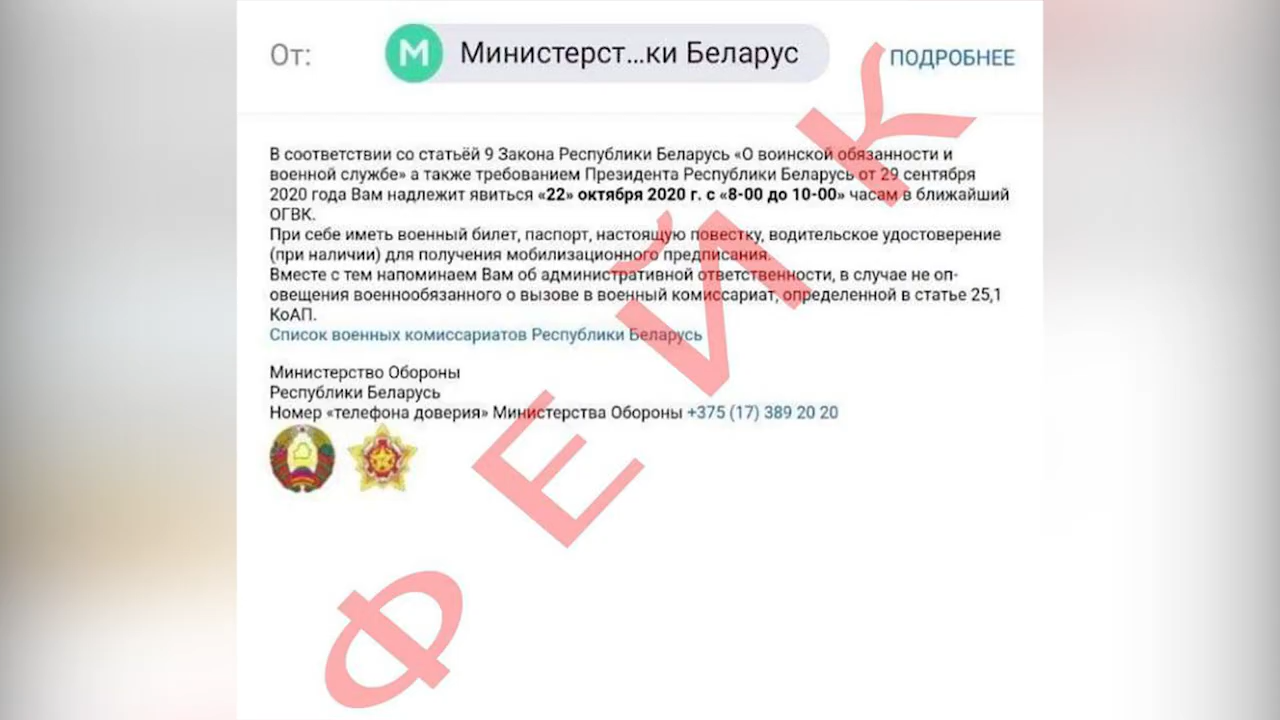 От:
М Министерст...ки Беларус
ПОДРОБНЕЕ
В соответствии со статьёй 9 Закона Республики Беларусь «О воинской обязанности и
военной службе» а также требованием Президента Республики Беларусь от 29 сентября
2020 года Вам надлежит явиться «22» октября 2020 г. с «8-00 до 10-00» часам в ближайший
ОГВК.
При себе иметь военный билет, паспорт, настоящую повестку, водительское удостоверение
(при наличии) для получения мобилизационного предписания.
Вместе с тем напоминаем Вам об административной ответственности, в случае не оп-
овещения военнообязанного о вызове в военный комиссариат, определенной в статье 25,1
КоАП.
Список военных комиссариатов Республики Беларусь
Министерство Обороны
Республики Беларусь
Номер «телефона доверия» Министерства Обороны +375 (17) 389 20 20
ФЕЙК